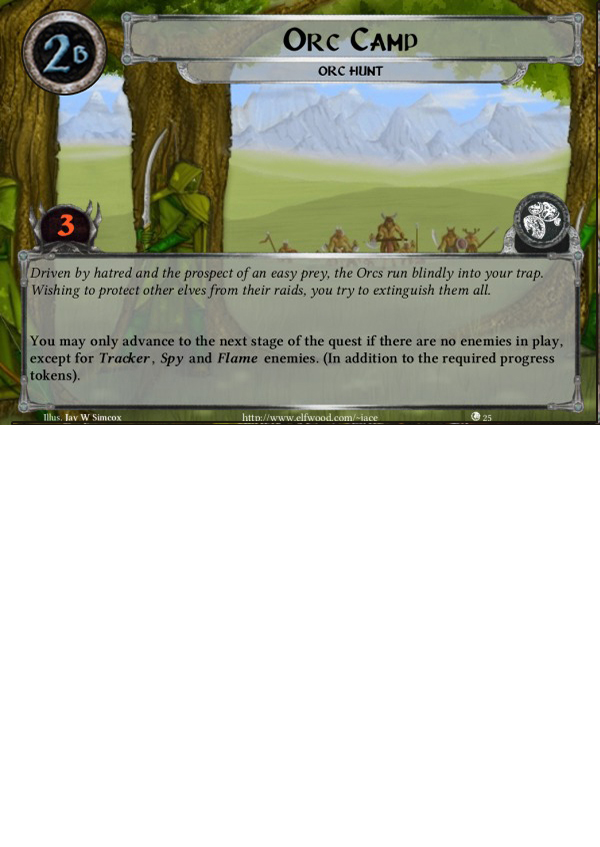 2B
Orc Camp
ORC HUNT
3
Driven by hatred and the prospect of an easy prey, the Orcs run blindly into your trap.
Wishing to protect other elves from their raids, you try to extinguish them all.
You may only advance to the next stage of the quest if there are no enemies in play,
except for Tracker, Spy and Flame enemies. (In addition to the required progress
tokens).
Illus. Jay W Simcox http://www.elfwood.com/~jace 25